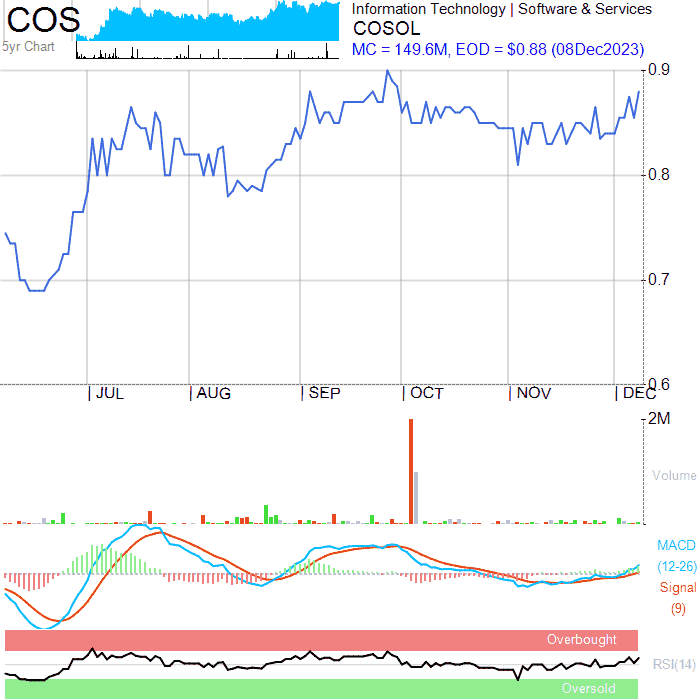 COS
5yr Chart
Information Technology | Software & Services
COSOL
MC = 149.6M, EOD = $0.88 (08Dec2023)
0.9
0.8
0.7
0.6
JUL AUG SEP OCT NOV DEC
2M
Volume
MACD
(12-26)
Signal
(9)
Overbought
RSI(14)
Oversold